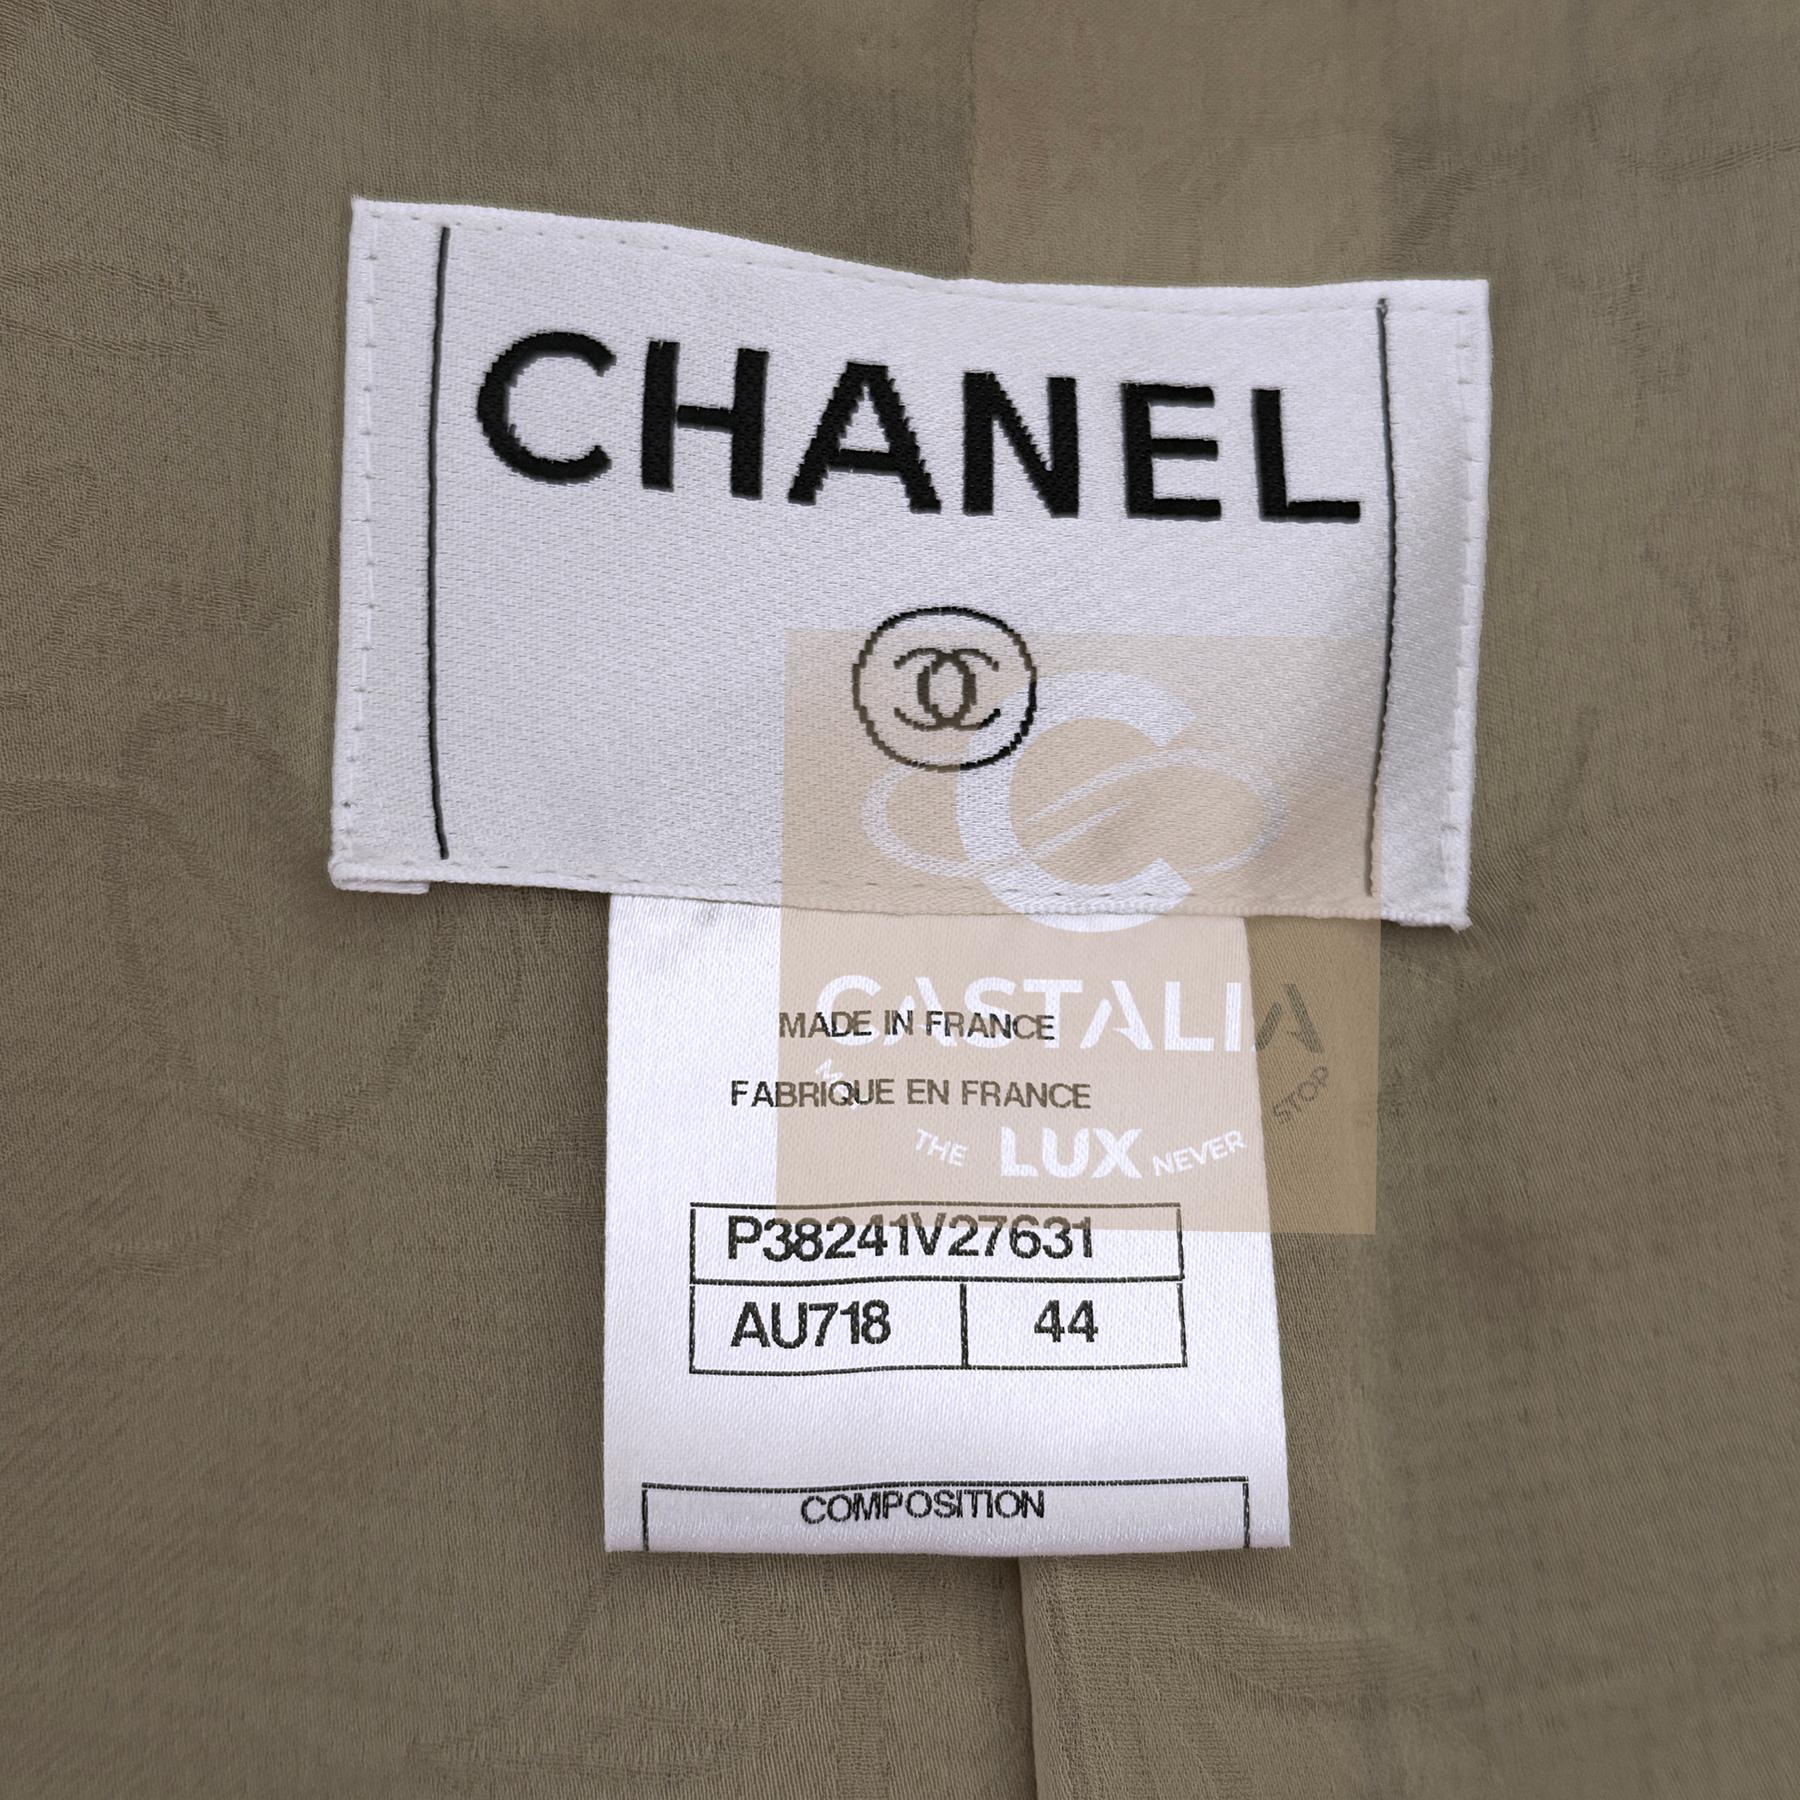 CHANEL
CASTALIA
MADE IN FRANCE
FABRIQUE EN FRANCE
THE LUX NEVER STOP
P38241V27631
AU718 44
COMPOSITION